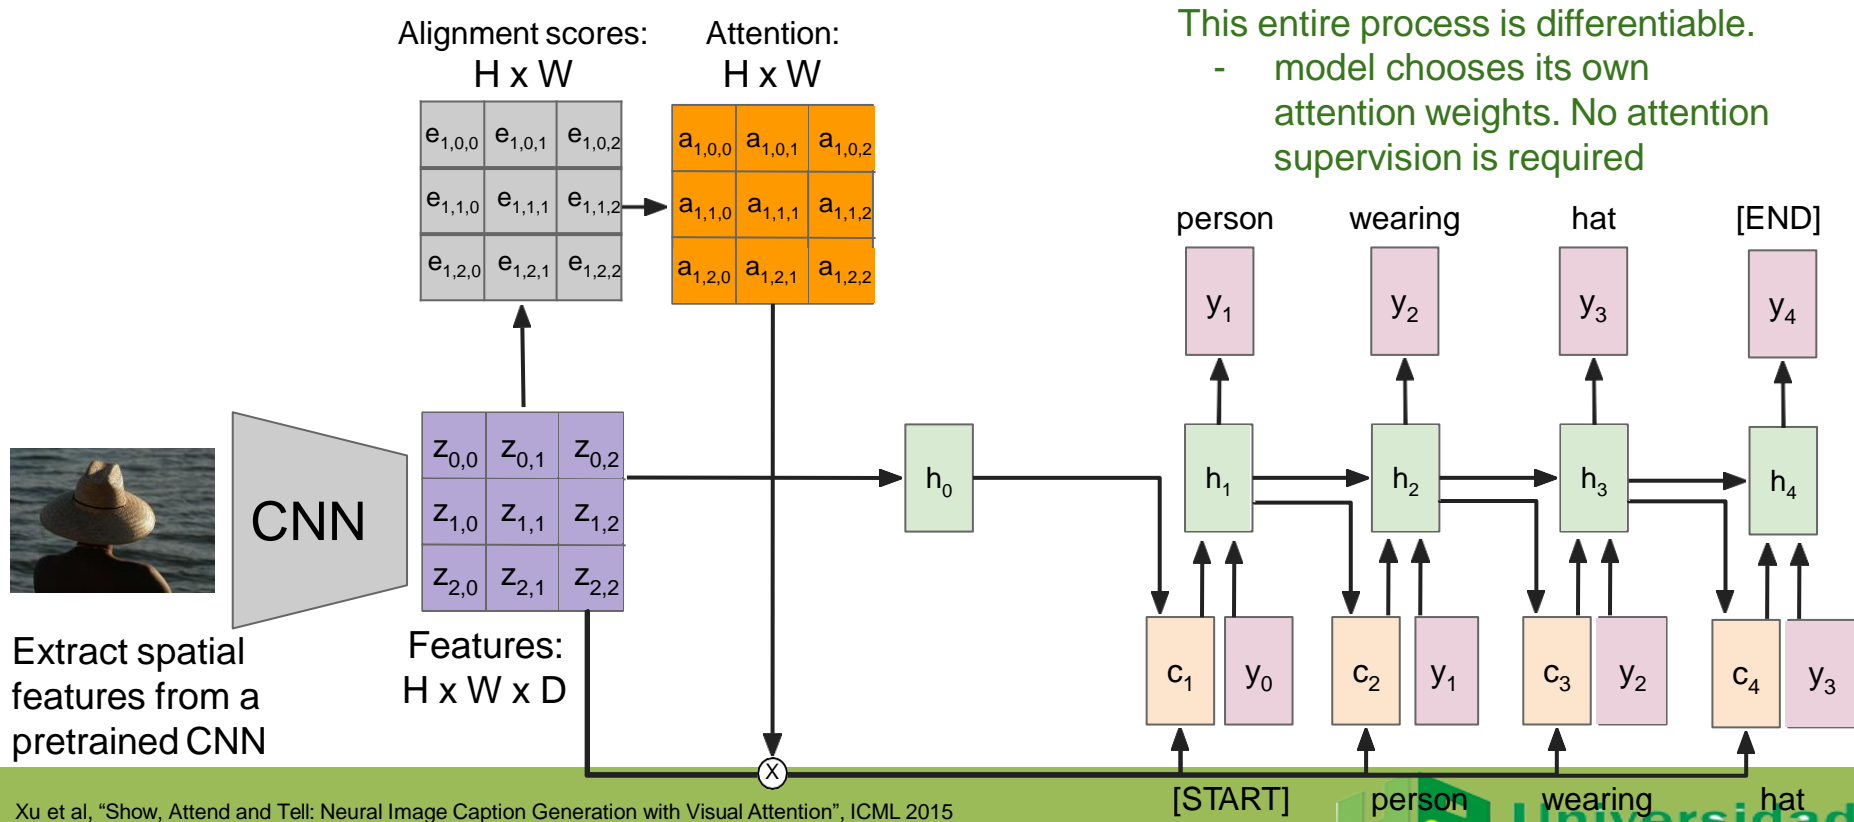 Alignment scores:
H x W
Attention:
H x W
This entire process is differentiable.
- model chooses its own
attention weights. No attention
supervision is required
e1,0,0 e1,0,1 e1,0,2
e1,1,0 e1,1,1 e1,1,2
e1,2,0 e1,2,1 e1,2,2
a1,0,0 a1,0,1 a1,0,2
a1,1,0 a1,1,1 a1,1,2
a1,2,0 a1,2,1 a1,2,2
person wearing hat [END]
y1 y2 y3 y4
CNN
z0,0 z0,1 z0,2
z1,0 z1,1 z1,2
z2,0 z2,1 z2,2
h0 h1 h2 h3 h4
Extract spatial
features from a
pretrained CNN
Features:
H x W x D
c1 y0 c2 y1 c3 y2 c4 y3
X
[START] person wearing hat
Xu et al, “Show, Attend and Tell: Neural Image Caption Generation with Visual Attention”, ICML 2015
Universidad